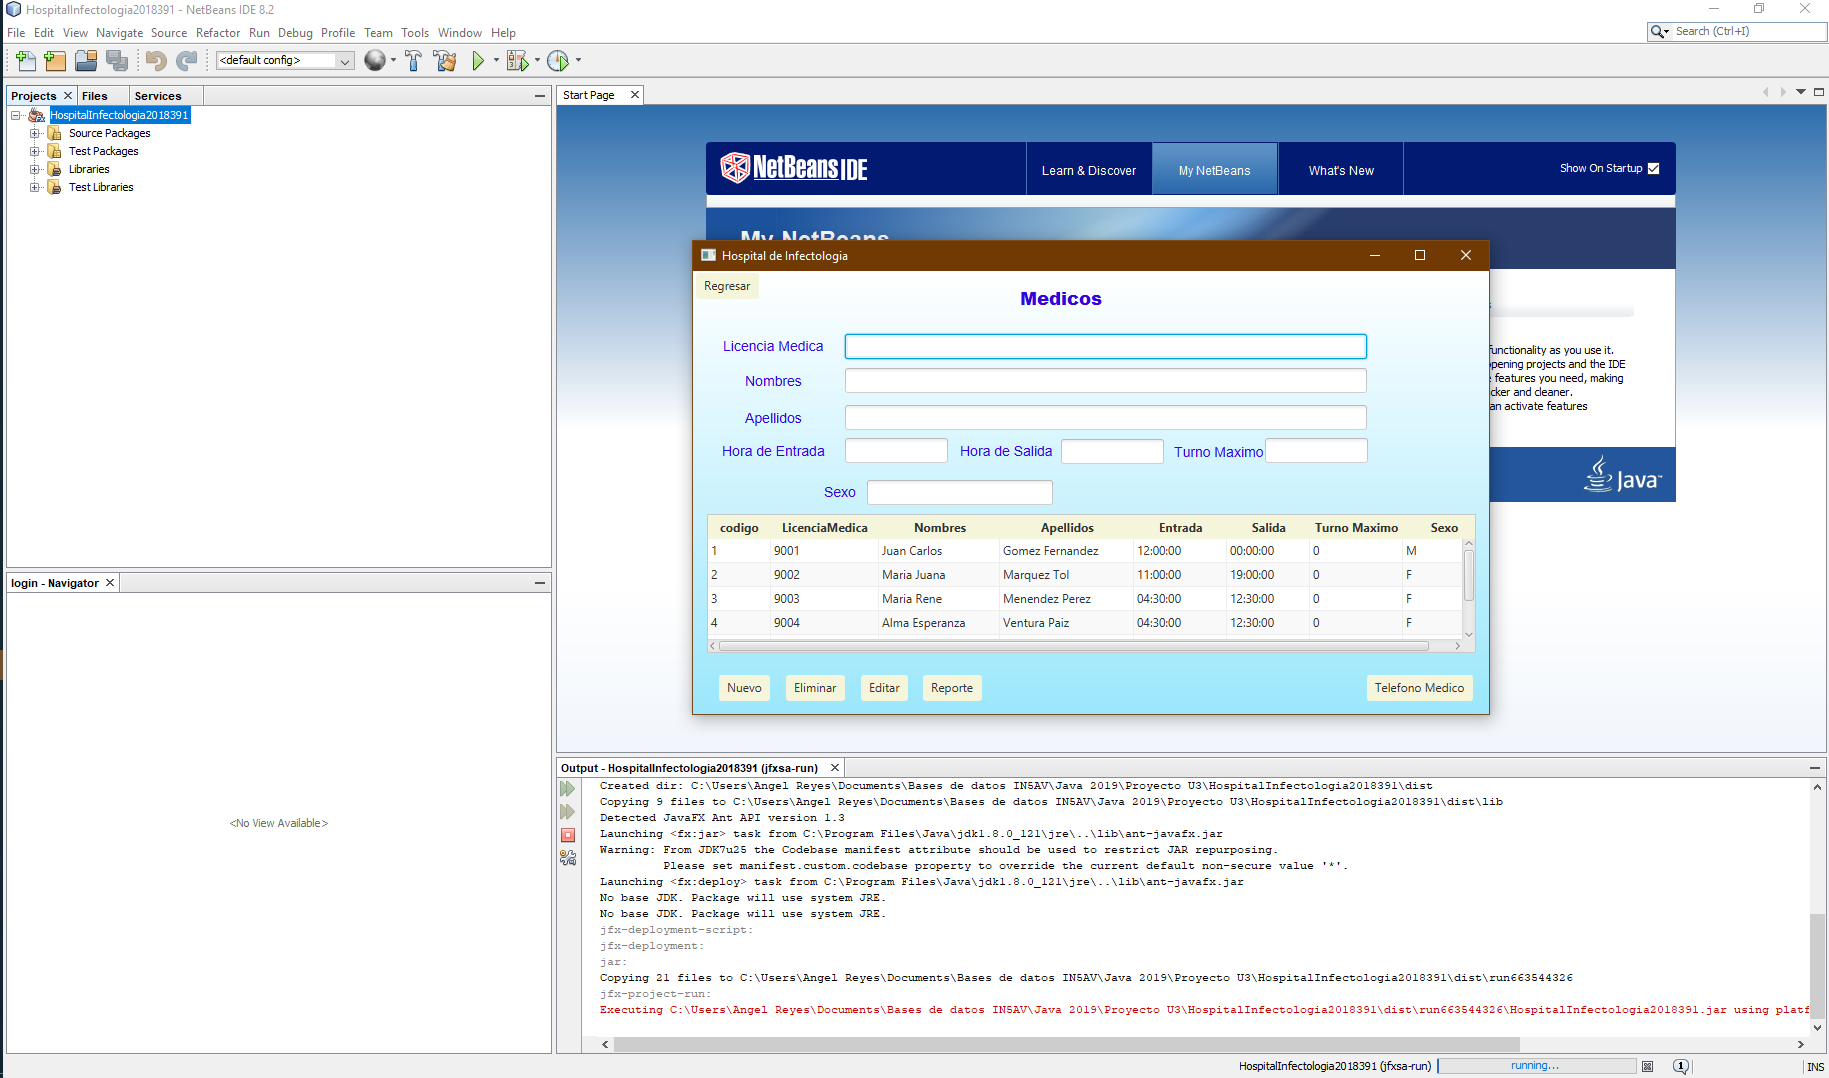 HospitalInfectologia2018391 - NetBeans IDE 8.2
File Edit View Navigate Source Refactor Run Debug Profile Team Tools Window Help
Search (Ctrl+I)
<default config>
Projects Files Services
Start Page
HospitalInfectologia2018391
Source Packages
Test Packages
Libraries
Test Libraries
NetBeans IDE
Learn & Discover
My NetBeans
What's New
Show On Startup
My NetBeans
Hospital de Infectologia
Regresar
Medicos
Licencia Medica
Nombres
Apellidos
Hora de Entrada
Hora de Salida
Turno Maximo
Sexo
codigo LicenciaMedica Nombres Apellidos Entrada Salida Turno Maximo Sexo
1 9001 Juan Carlos Gomez Fernandez 12:00:00 00:00:00 0 M
2 9002 Maria Juana Marquez Tol 11:00:00 19:00:00 0 F
3 9003 Maria Rene Menendez Perez 04:30:00 12:30:00 0 F
4 9004 Alma Esperanza Ventura Paiz 04:30:00 12:30:00 0 F
Nuevo Eliminar Editar Reporte Telefono Medico
functionality as you use it.
pening projects and the IDE
features you need, making
cker and cleaner.
an activate features
Java
login - Navigator
<No View Available>
Output - HospitalInfectologia2018391 (jfxsa-run)
Created dir: C:\Users\Angel Reyes\Documents\Bases de datos IN5AV\Java 2019\Proyecto U3\HospitalInfectologia2018391\dist
Copying 9 files to C:\Users\Angel Reyes\Documents\Bases de datos IN5AV\Java 2019\Proyecto U3\HospitalInfectologia2018391\dist\lib
Detected JavaFX Ant API version 1.3
Launching <fx:jar> task from C:\Program Files\Java\jdk1.8.0_121\jre\..\lib\ant-javafx.jar
Warning: From JDK7u25 the Codebase manifest attribute should be used to restrict JAR repurposing.
Please set manifest.custom.codebase property to override the current default non-secure value '*'.
Launching <fx:deploy> task from C:\Program Files\Java\jdk1.8.0_121\jre\..\lib\ant-javafx.jar
No base JDK. Package will use system JRE.
No base JDK. Package will use system JRE.
jfx-deployment-script:
jfx-deployment:
jar:
Copying 21 files to C:\Users\Angel Reyes\Documents\Bases de datos IN5AV\Java 2019\Proyecto U3\HospitalInfectologia2018391\dist\run663544326
jfx-project-run:
Executing C:\Users\Angel Reyes\Documents\Bases de datos IN5AV\Java 2019\Proyecto U3\HospitalInfectologia2018391\dist\run663544326\HospitalInfectologia2018391.jar using platf
HospitalInfectologia2018391 (jfxsa-run) running... 1 INS